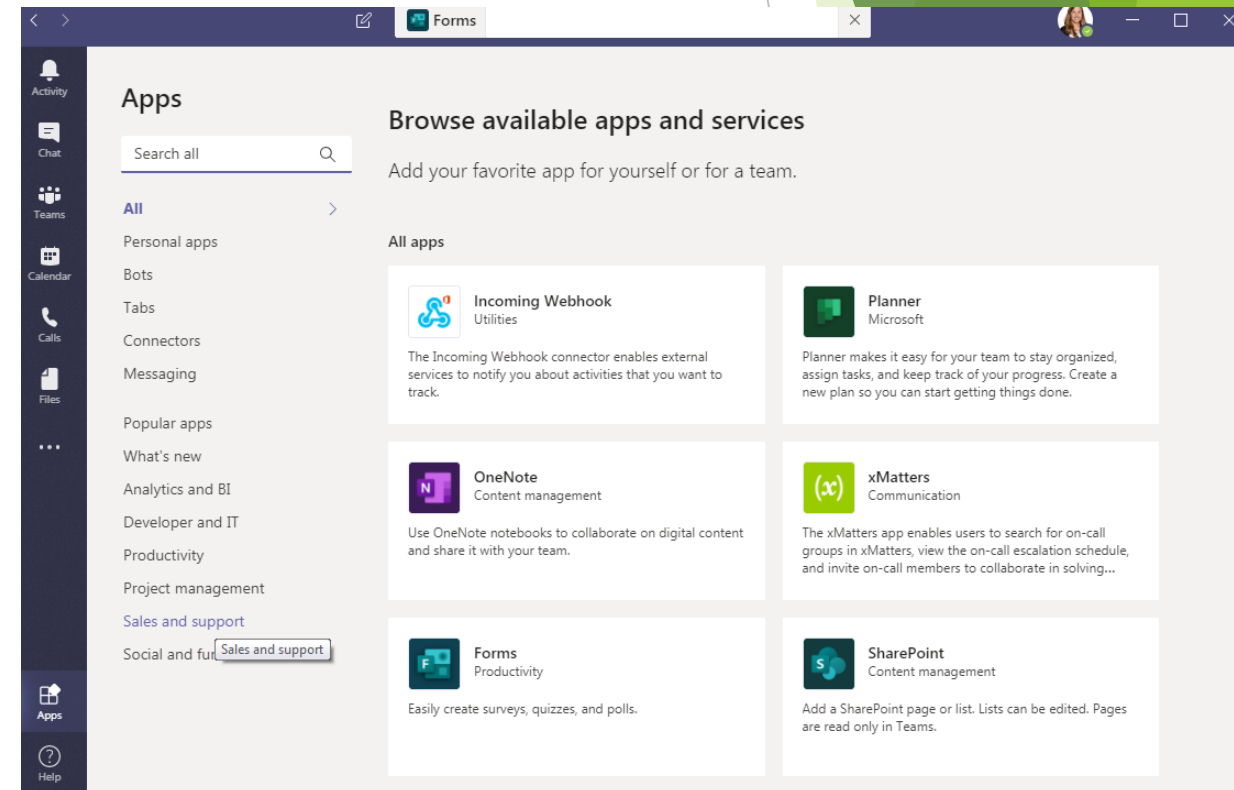 Forms
Activity
Chat
Teams
Calendar
Calls
Files
Apps
Help
Apps
Search all
All
Personal apps
Bots
Tabs
Connectors
Messaging
Popular apps
What's new
Analytics and BI
Developer and IT
Productivity
Project management
Sales and support
Sales and support
Social and fun
Browse available apps and services
Add your favorite app for yourself or for a team.
All apps
Incoming Webhook
Utilities
The Incoming Webhook connector enables external
services to notify you about activities that you want to
track.
Planner
Microsoft
Planner makes it easy for your team to stay organized,
assign tasks, and keep track of your progress. Create a
new plan so you can start getting things done.
N
OneNote
Content management
Use OneNote notebooks to collaborate on digital content
and share it with your team.
(x)
xMatters
Communication
The xMatters app enables users to search for on-call
groups in xMatters, view the on-call escalation schedule,
and invite on-call members to collaborate in solving...
F
Forms
Productivity
Easily create surveys, quizzes, and polls.
S
SharePoint
Content management
Add a SharePoint page or list. Lists can be edited. Pages
are read only in Teams.